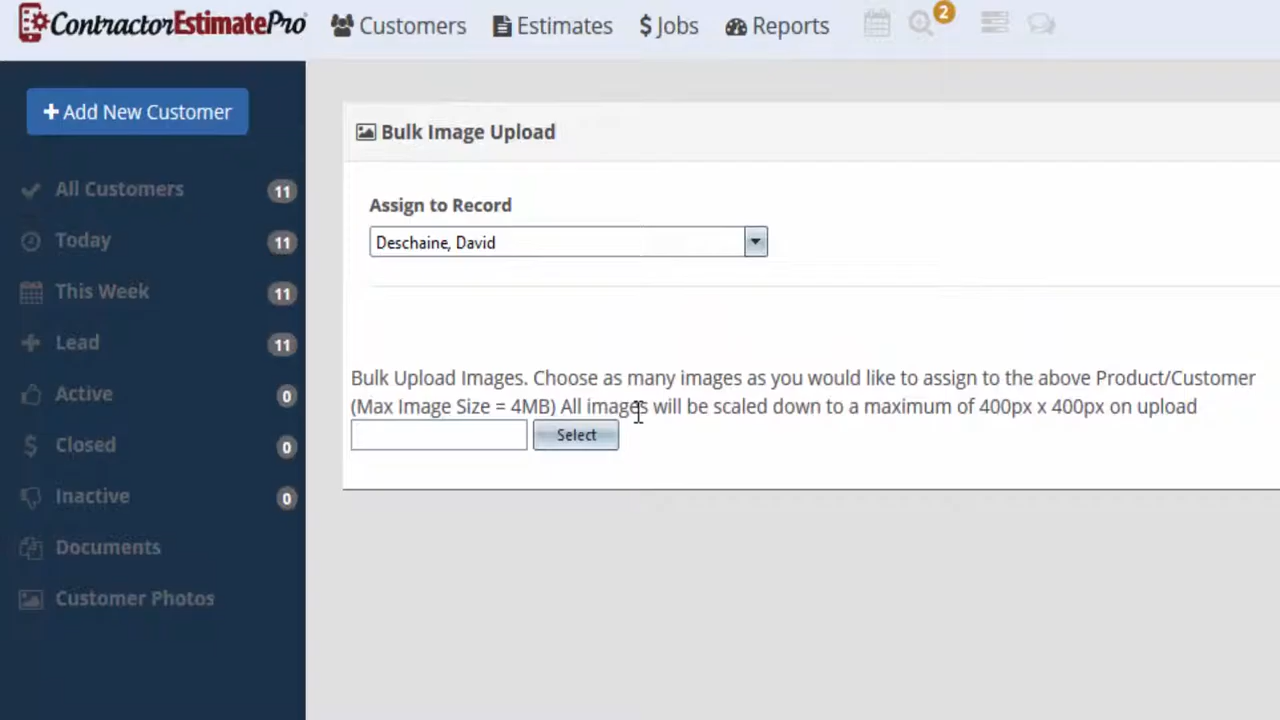 ContractorEstimatePro Customers Estimates $ Jobs Reports 2
+ Add New Customer
All Customers 11
Today 11
This Week 11
Lead 11
Active 0
Closed 0
Inactive 0
Documents
Customer Photos
Bulk Image Upload
Assign to Record
Deschaine, David
Bulk Upload Images. Choose as many images as you would like to assign to the above Product/Customer
(Max Image Size = 4MB) All images will be scaled down to a maximum of 400px x 400px on upload
Select